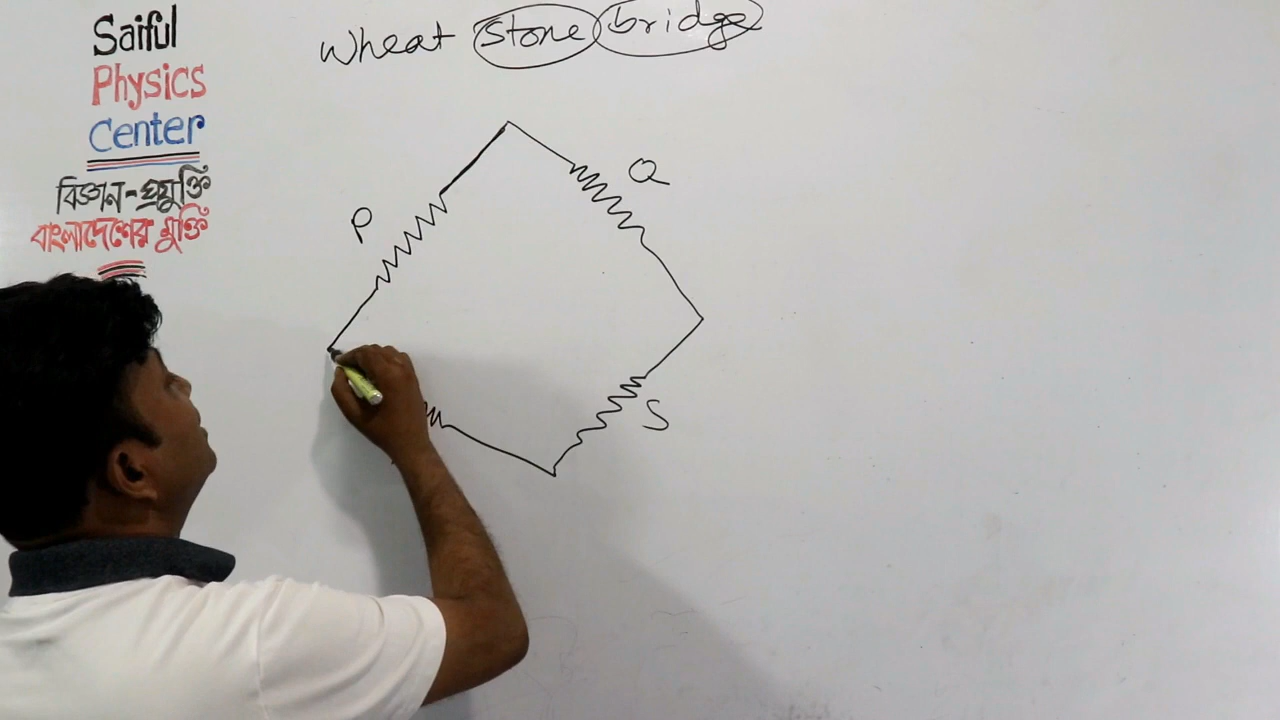 Saiful
Physics
Center
বিজ্ঞান-প্রযুক্তি
বাংলাদেশের মুক্তি
Wheat stone bridge
P
Q
S